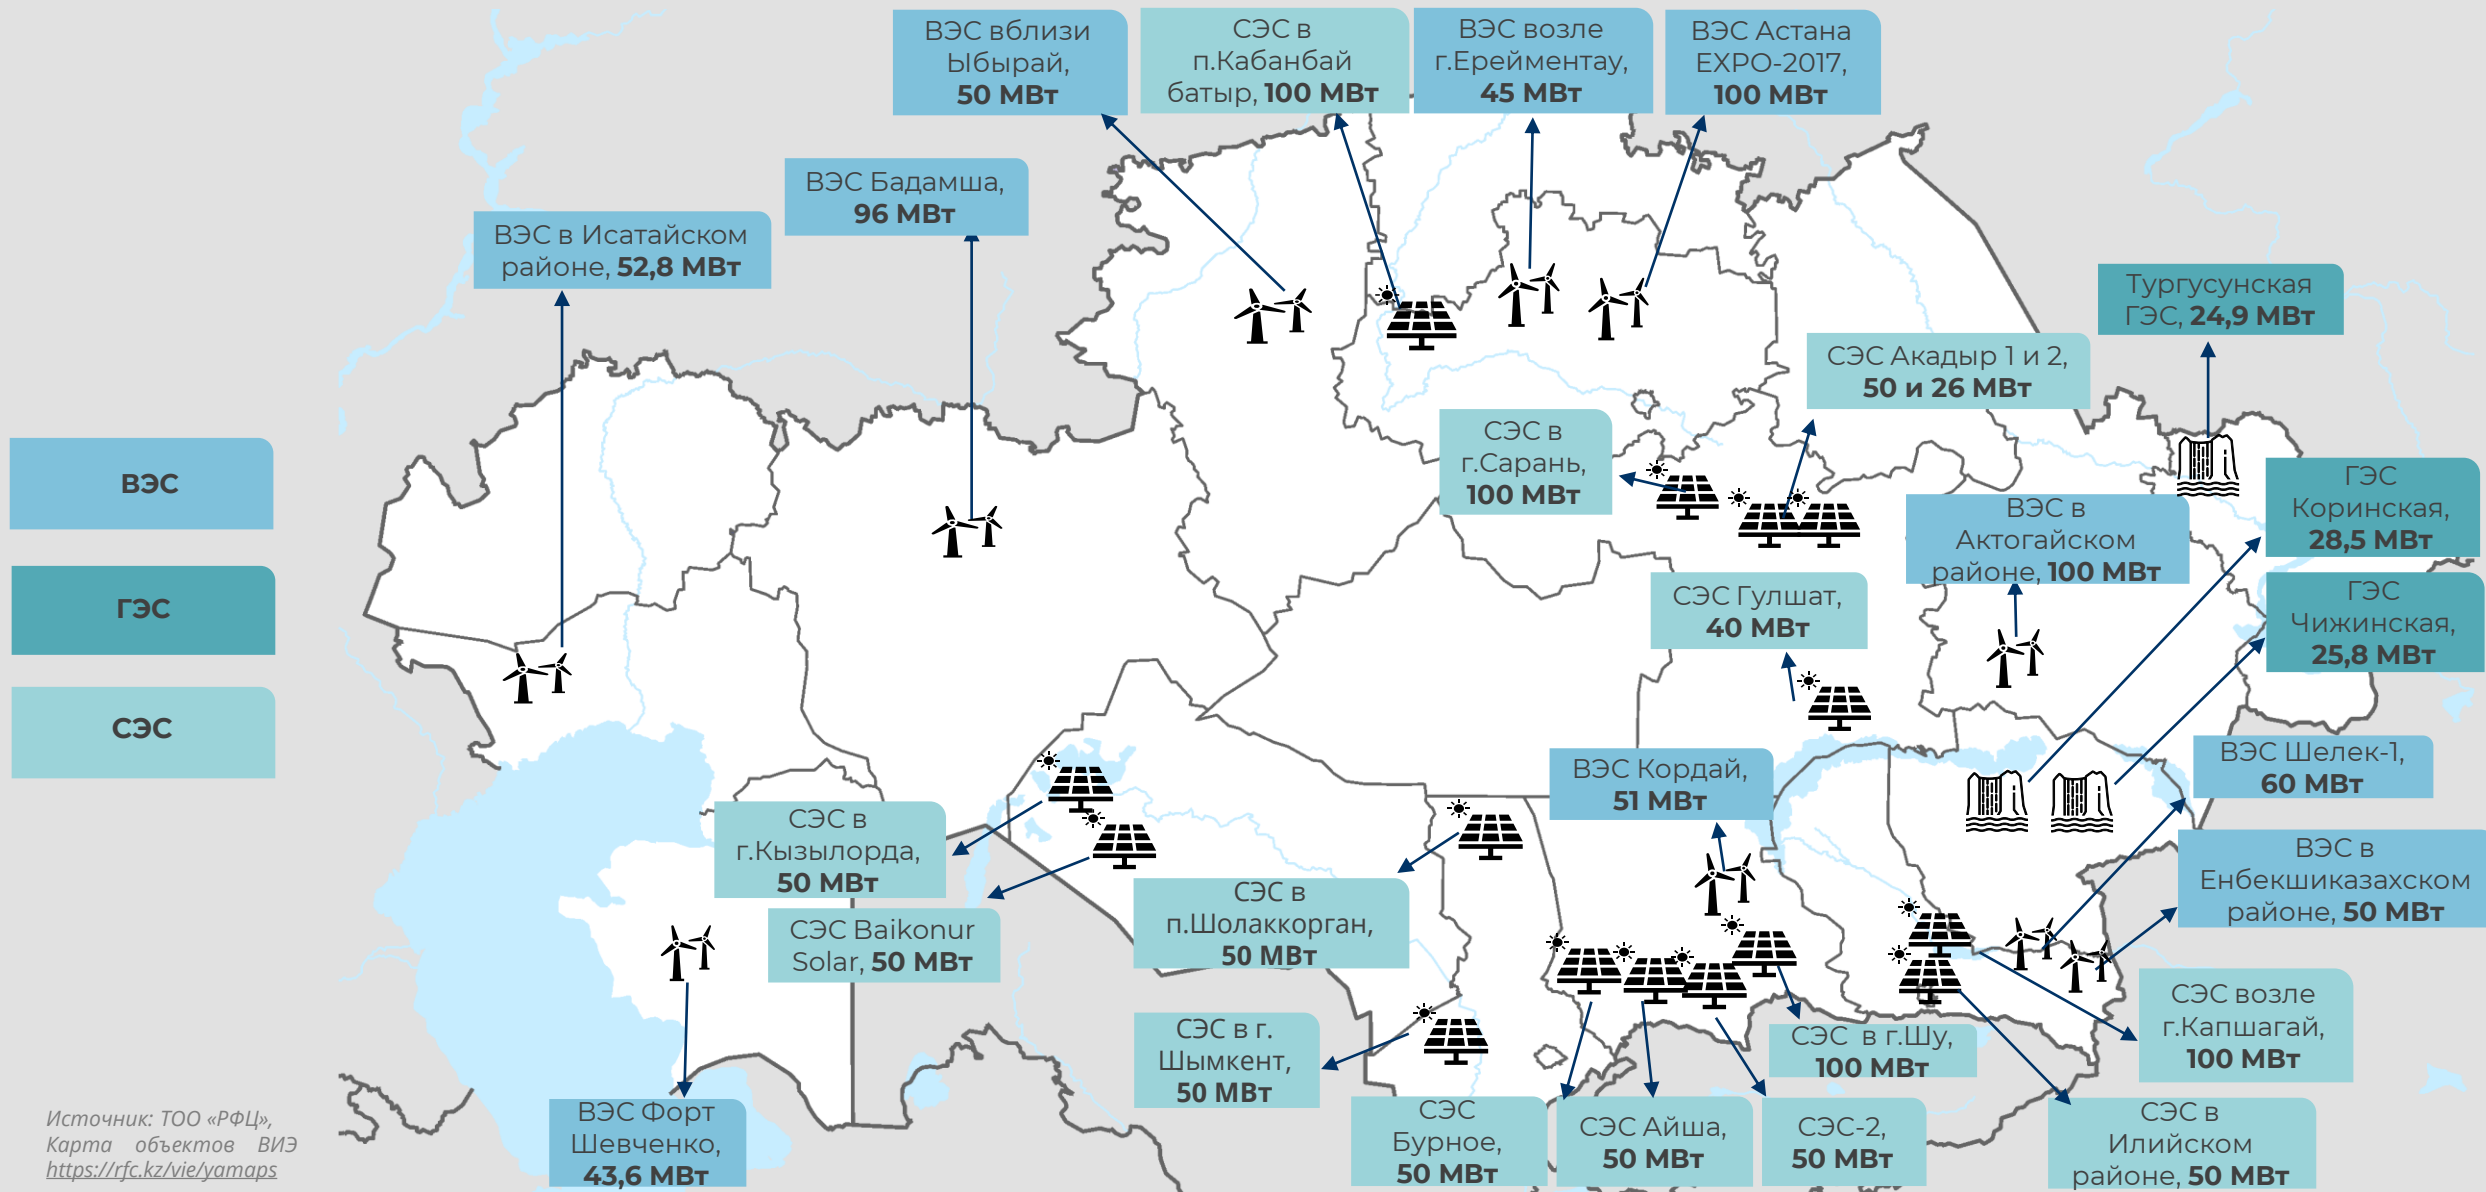 ВЭС вблизи
Ыбырай,
50 МВт
СЭС в
п.Кабанбай
батыр, 100 МВт
ВЭС возле
г.Ерейментау,
45 МВт
ВЭС Астана
EXPO-2017,
100 МВт
ВЭС Бадамша,
96 МВт
ВЭС в Исатайском
районе, 52,8 МВт
Тургусунская
ГЭС, 24,9 МВт
СЭС Акадыр 1 и 2,
50 и 26 МВт
СЭС в
г.Сарань,
100 МВт
ВЭС
ГЭС
СЭС
ГЭС
Коринская,
28,5 МВт
ВЭС в
Актогайском
районе, 100 МВт
ГЭС
Чижинская,
25,8 МВт
СЭС Гулшат,
40 МВт
ВЭС Шелек-1,
60 МВт
ВЭС Кордай,
51 МВт
СЭС в
г.Кызылорда,
50 МВт
ВЭС в
Енбекшиказахском
районе, 50 МВт
СЭС в
п.Шолаккорган,
50 МВт
СЭС Baikonur
Solar, 50 МВт
СЭС возле
г.Капшагай,
100 МВт
СЭС в г.
Шымкент,
50 МВт
СЭС в г.Шу,
100 МВт
ВЭС Форт
Шевченко,
43,6 МВт
СЭС
Бурное,
50 МВт
СЭС Айша,
50 МВт
СЭС-2,
50 МВт
СЭС в
Илийском
районе, 50 МВт
Источник: ТОО «РФЦ»,
Карта объектов ВИЭ
https://rfc.kz/vie/yamaps